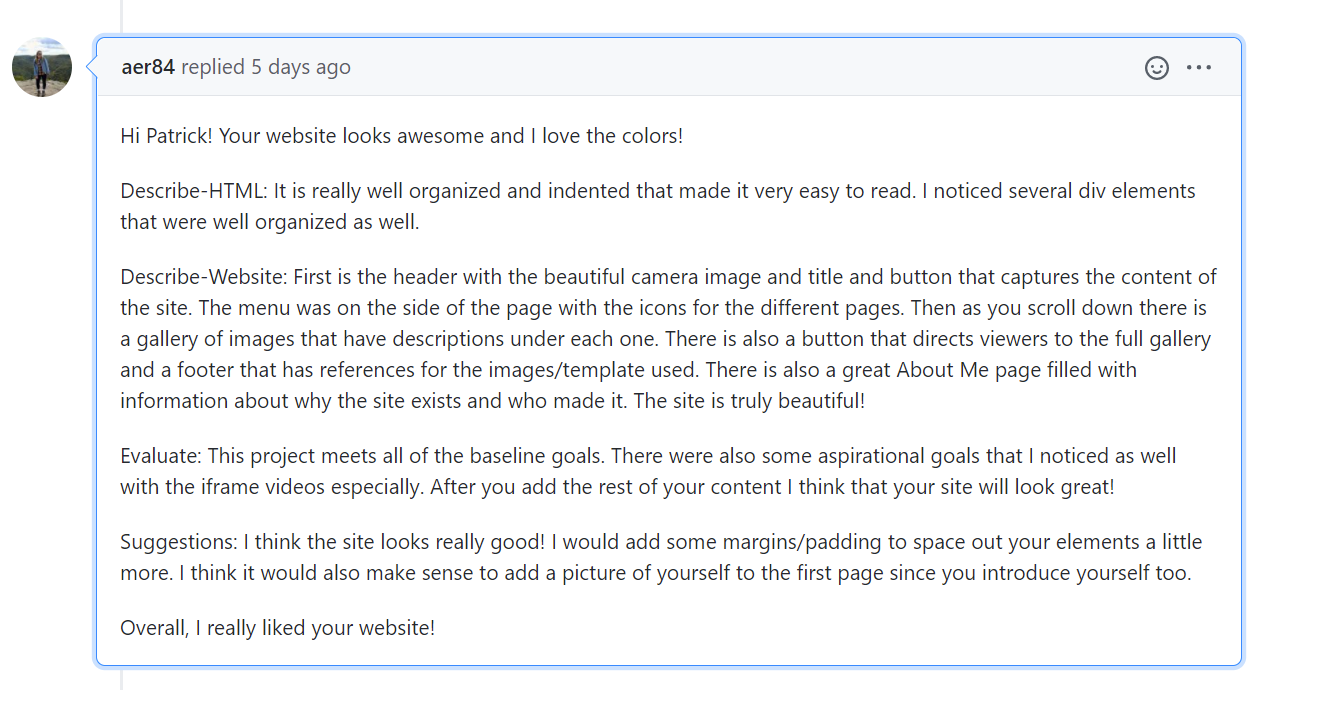 aer84 replied 5 days ago
Hi Patrick! Your website looks awesome and I love the colors!
Describe-HTML: It is really well organized and indented that made it very easy to read. I noticed several div elements
that were well organized as well.
Describe-Website: First is the header with the beautiful camera image and title and button that captures the content of
the site. The menu was on the side of the page with the icons for the different pages. Then as you scroll down there is
a gallery of images that have descriptions under each one. There is also a button that directs viewers to the full gallery
and a footer that has references for the images/template used. There is also a great About Me page filled with
information about why the site exists and who made it. The site is truly beautiful!
Evaluate: This project meets all of the baseline goals. There were also some aspirational goals that I noticed as well
with the iframe videos especially. After you add the rest of your content I think that your site will look great!
Suggestions: I think the site looks really good! I would add some margins/padding to space out your elements a little
more. I think it would also make sense to add a picture of yourself to the first page since you introduce yourself too.
Overall, I really liked your website!